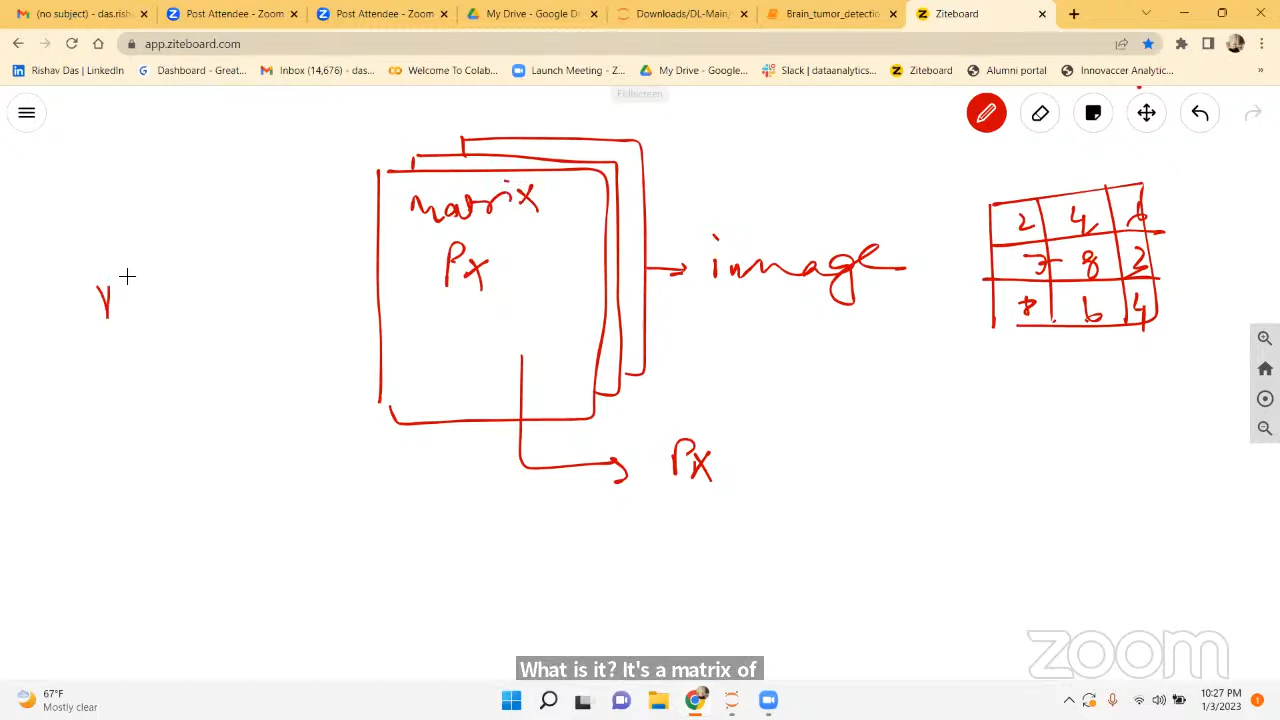 (no subject) - das.rish
Post Attendee - Zoom
Post Attendee - Zoom
My Drive - Google D
Downloads/DL-Main/
Brain_tumor_detectio
Ziteboard
app.ziteboard.com
Rishav Das | LinkedIn
Dashboard - Great...
Inbox (14,676) - das...
Welcome To Colab...
Launch Meeting - Z...
My Drive - Google...
Slack | dataanalytics...
Ziteboard
Alumni portal
Innovaccer Analytic...
Fullscreen
Matrix
Px
image
2 4
8 3
6 4
Px
zoom
What is it? It's a matrix of
67°F
Mostly clear
10:27 PM
1/3/2023
1